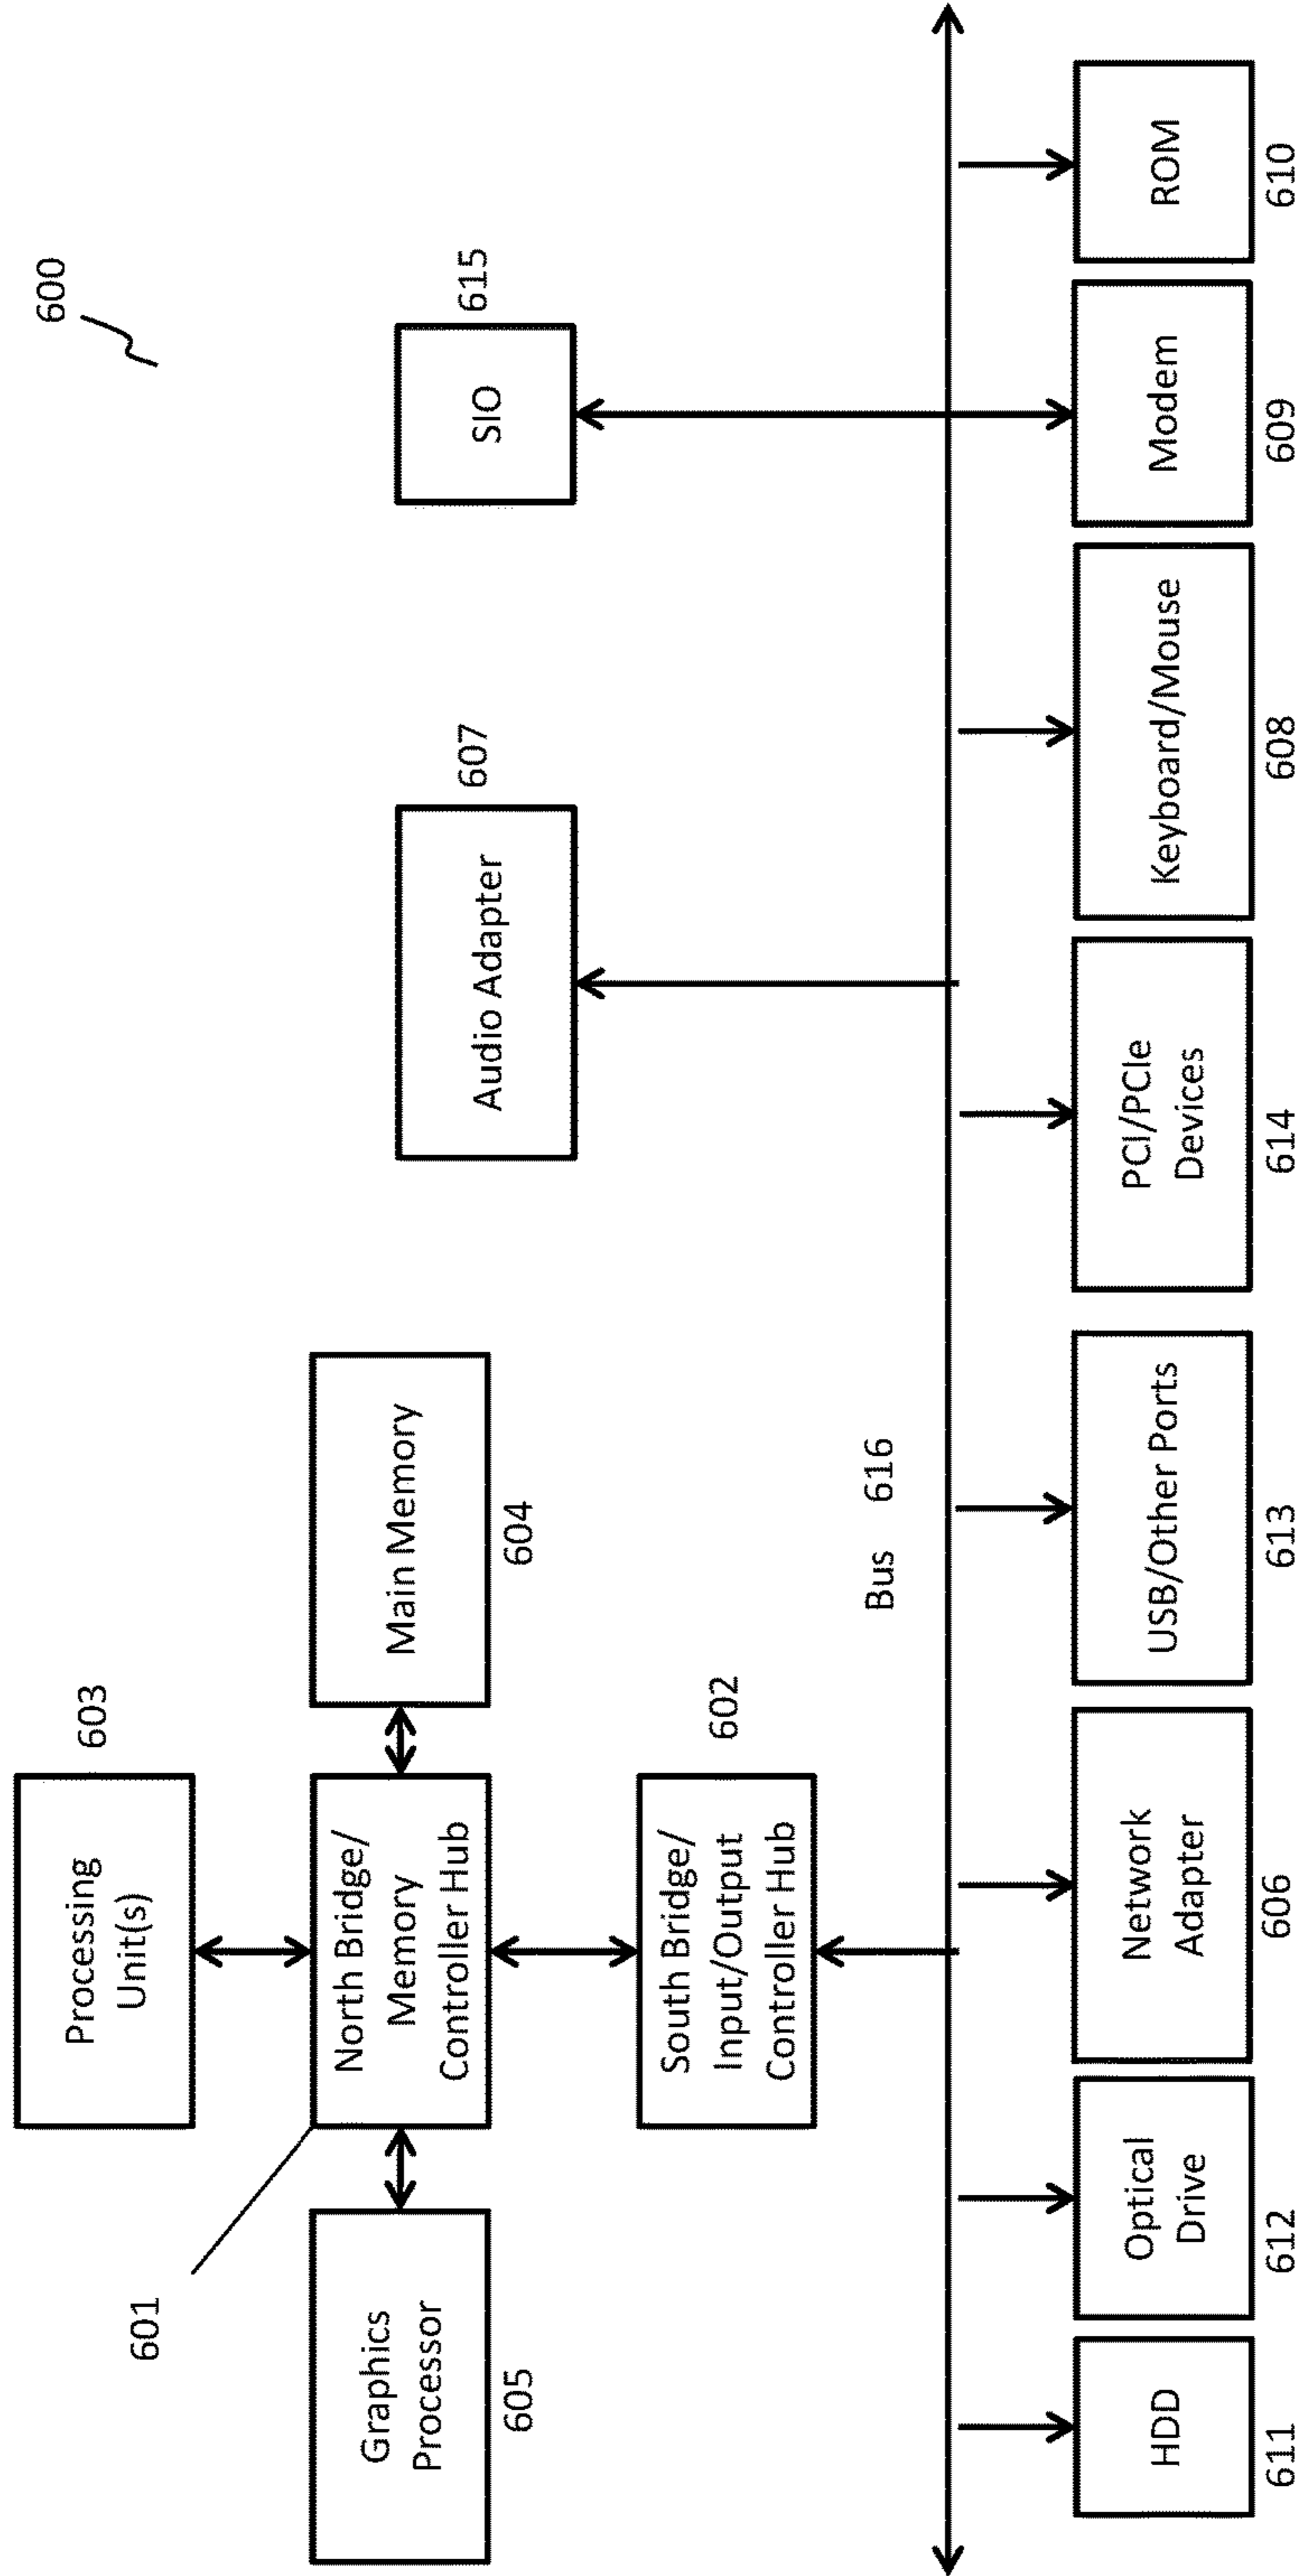 600
603
Processing
Unit(s)
601
Graphics
Processor
605
North Bridge/
Memory
Controller Hub
Main Memory
604
602
South Bridge/
Input/Output
Controller Hub
Audio Adapter
607
SIO
615
Bus 616
HDD
611
Optical
Drive
612
Network
Adapter
606
USB/Other Ports
613
PCI/PCIe
Devices
614
Keyboard/Mouse
608
Modem
609
ROM
610